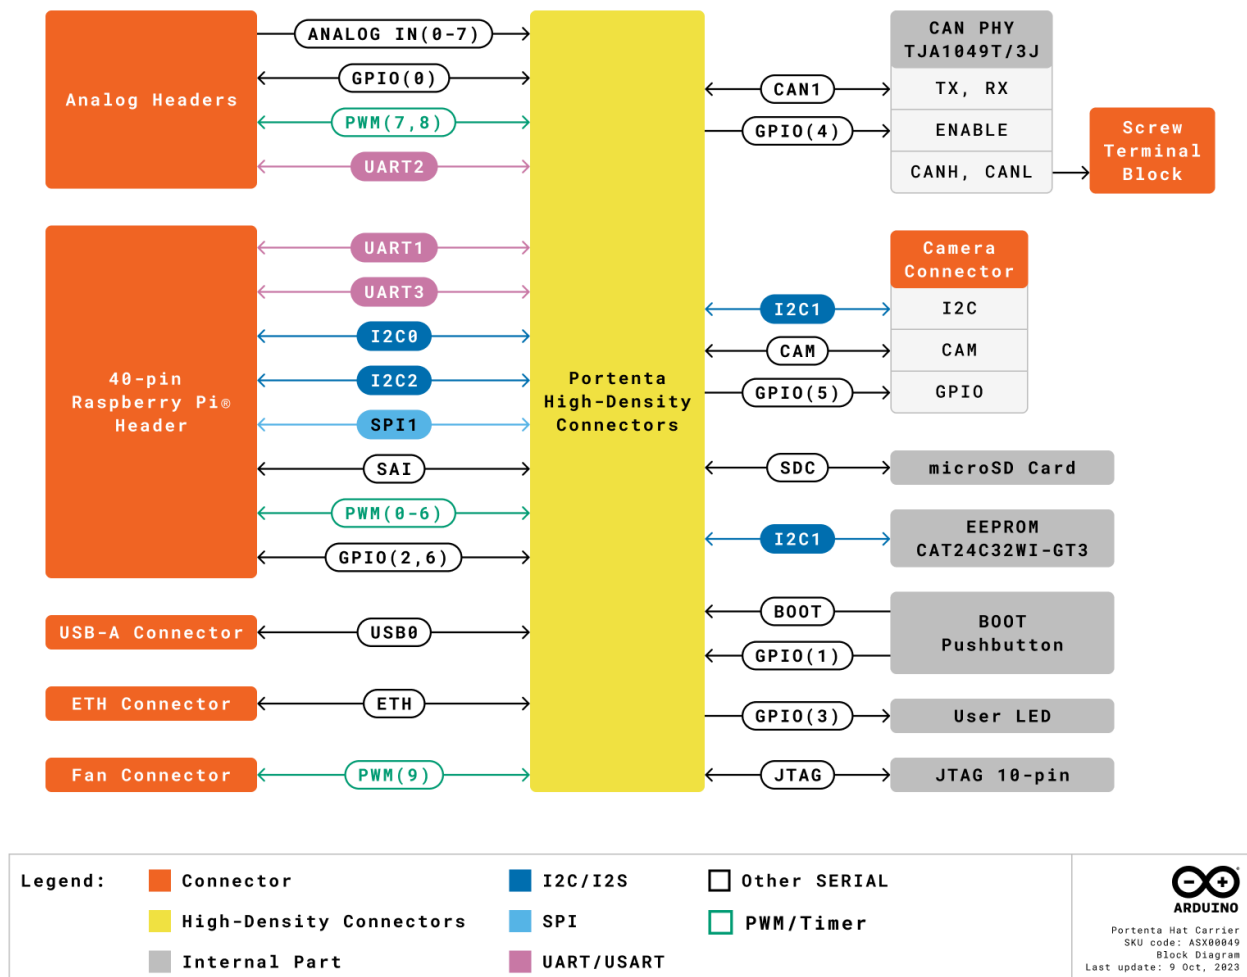 Analog Headers
ANALOG IN(0-7)
GPIO(0)
PWM(7,8)
UART2
40-pin
Raspberry Pi®
Header
UART1
UART3
I2C0
I2C2
SPI1
SAI
PWM(0-6)
GPIO(2,6)
USB-A Connector
USB0
ETH Connector
ETH
Fan Connector
PWM(9)
Portenta
High-Density
Connectors
CAN1
GPIO(4)
CAN PHY
TJA1049T/3J
TX, RX
ENABLE
CANH, CANL
Screw
Terminal
Block
I2C1
CAM
GPIO(5)
Camera
Connector
I2C
CAM
GPIO
SDC
microSD Card
I2C1
EEPROM
CAT24C32WI-GT3
BOOT
GPIO(1)
BOOT
Pushbutton
GPIO(3)
User LED
JTAG
JTAG 10-pin
Legend:
Connector
High-Density Connectors
Internal Part
I2C/I2S
SPI
UART/USART
Other SERIAL
PWM/Timer
ARDUINO
Portenta Hat Carrier
SKU code: ASX00049
Block Diagram
Last update: 9 Oct, 2023